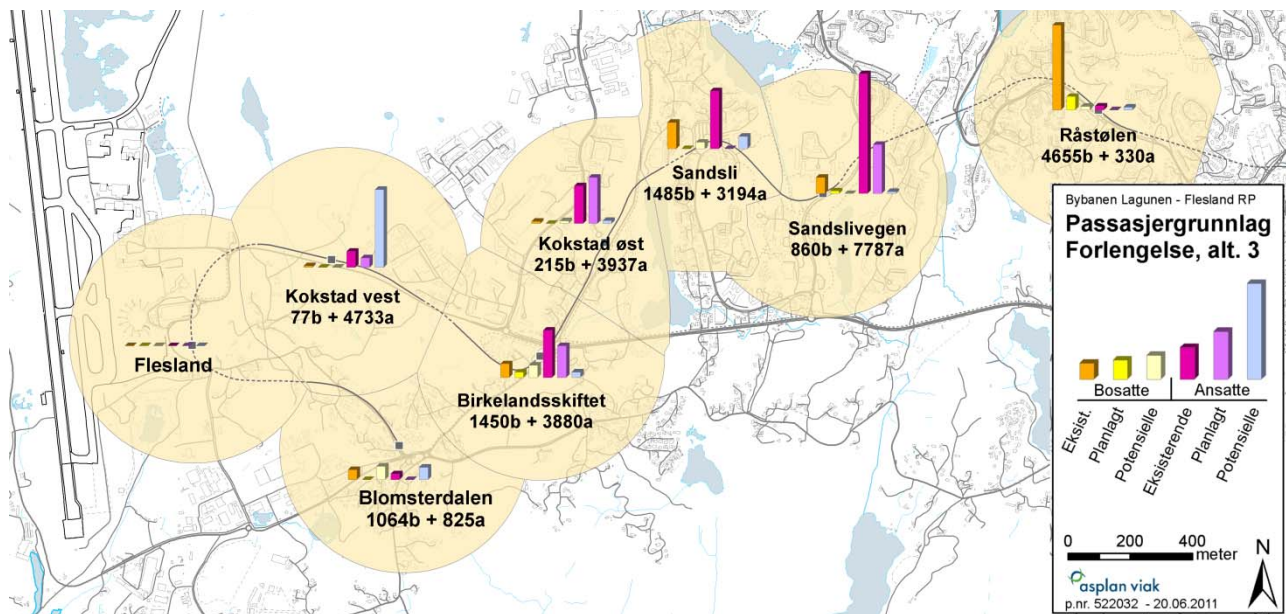 Råstølen
4655b + 330a
Sandsli
1485b + 3194a
Sandslivegen
860b + 7787a
Kokstad øst
215b + 3937a
Kokstad vest
77b + 4733a
Flesland
Birkelandsskiftet
1450b + 3880a
Blomsterdalen
1064b + 825a
Bybanen Lagunen - Flesland RP
Passasjergrunnlag
Forlengelse, alt. 3
Bosatte
Ansatte
Eksist.
Planlagt
Potensielle
Eksisterende
Planlagt
Potensielle
0 200 400
meter
N
asplan viak
p.nr. 522032 - 20.06.2011